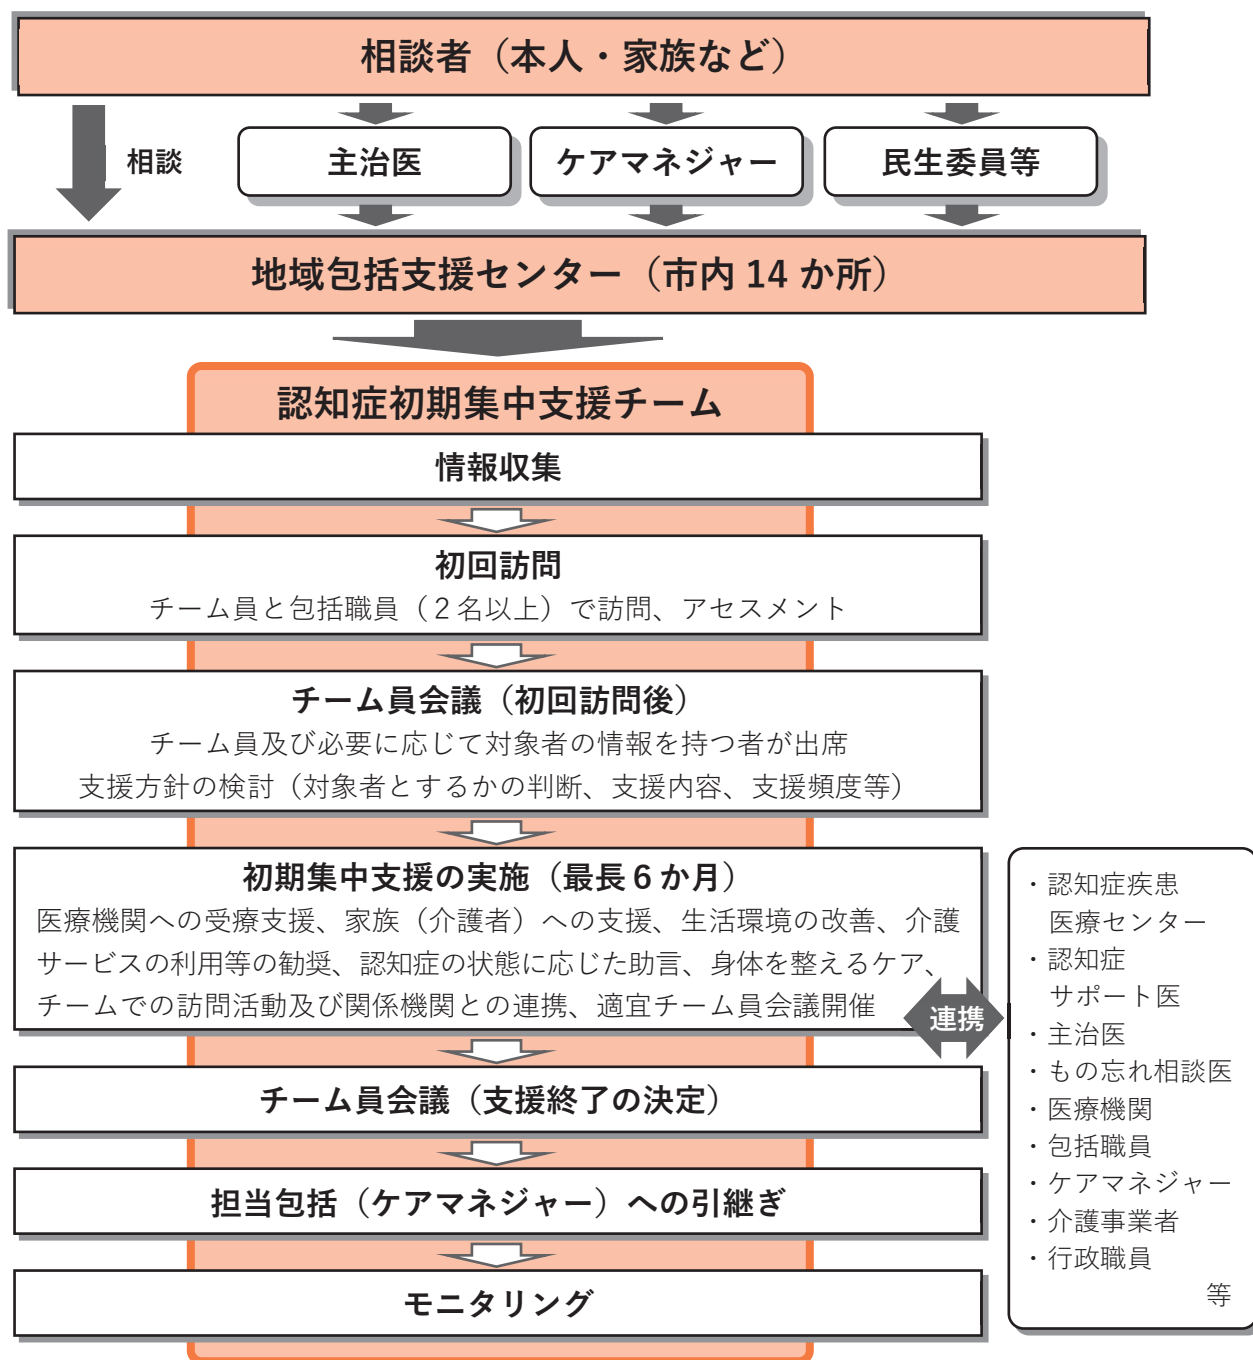 相談者（本人・家族など）
相談
主治医
ケアマネジャー
民生委員等
地域包括支援センター（市内 14 か所）
認知症初期集中支援チーム
情報収集
初回訪問
チーム員と包括職員（２名以上）で訪問、アセスメント
チーム員会議（初回訪問後）
チーム員及び必要に応じて対象者の情報を持つ者が出席
支援方針の検討（対象者とするかの判断、支援内容、支援頻度等）
初期集中支援の実施（最長６か月）
医療機関への受療支援、家族（介護者）への支援、生活環境の改善、介護
サービスの利用等の勧奨、認知症の状態に応じた助言、身体を整えるケア、
チームでの訪問活動及び関係機関との連携、適宜チーム員会議開催
連携
・認知症疾患
医療センター
・認知症
サポート医
・主治医
・もの忘れ相談医
・医療機関
・包括職員
・ケアマネジャー
・介護事業者
・行政職員
等
チーム員会議（支援終了の決定）
担当包括（ケアマネジャー）への引継ぎ
モニタリング